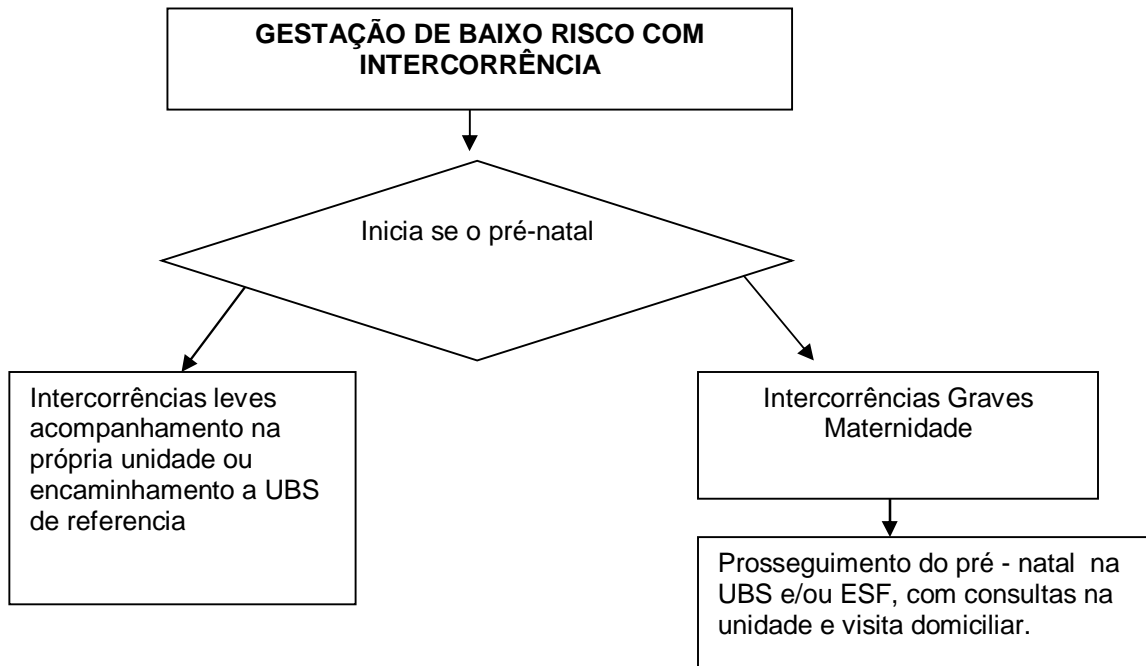 GESTAÇÃO DE BAIXO RISCO COM
INTERCORRÊNCIA
Inicia se o pré-natal
Intercorrências leves
acompanhamento na
própria unidade ou
encaminhamento a UBS
de referencia
Intercorrências Graves
Maternidade
Prosseguimento do pré - natal na
UBS e/ou ESF, com consultas na
unidade e visita domiciliar.